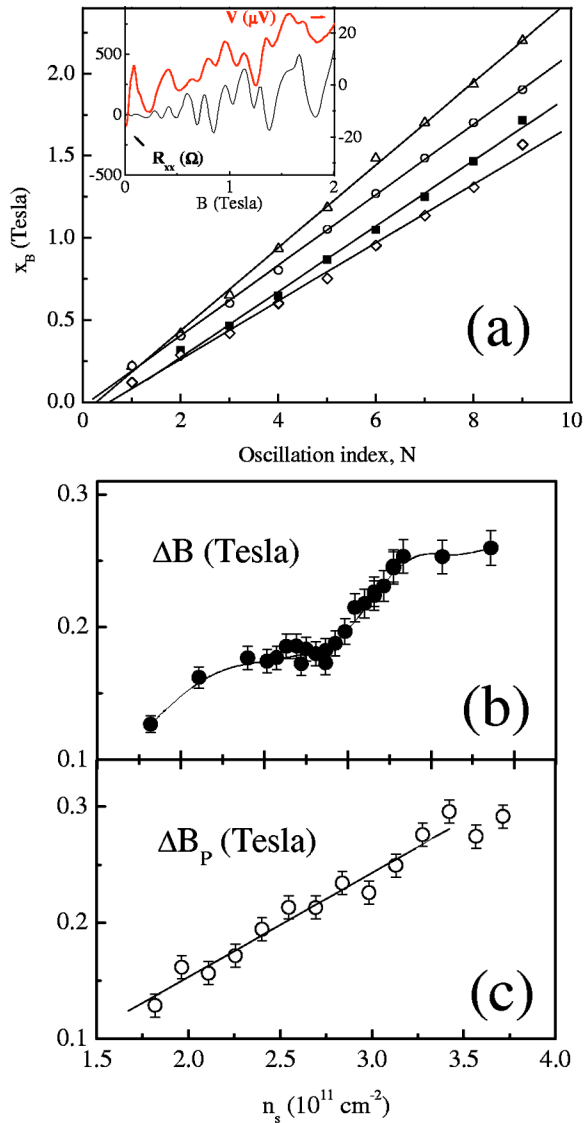 V (μV)
500
0
-500
20
0
-20
R_xx (Ω)
0
1
2
B (Tesla)
2.0
1.5
1.0
0.5
0.0
x_B (Tesla)
(a)
0
2
4
6
8
10
Oscillation index, N
0.3
0.2
0.1
ΔB (Tesla)
(b)
0.3
0.2
0.1
ΔB_P (Tesla)
(c)
1.5
2.0
2.5
3.0
3.5
4.0
n_s (10^11 cm^-2)